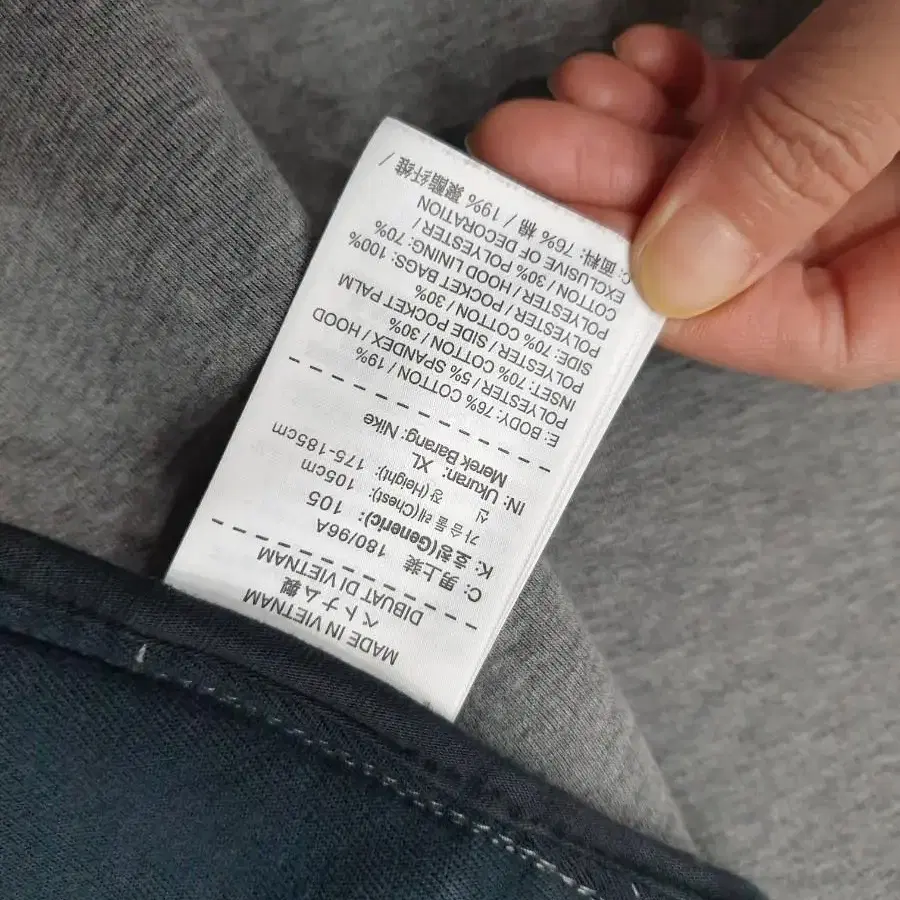 MADE IN VIETNAM
ベトナム製
DIBUAT DI VIETNAM
C: 男上装 180/96A
K: 호칭(Generic): 105
가슴둘레(Chest): 105cm
신장(Height): 175-185cm
IN: Ukuran: XL
Merek Barang: Nike
E: BODY: 76% COTTON / 19%
POLYESTER / 5% SPANDEX / HOOD
INSET: 70% COTTON / 30%
POLYESTER / SIDE POCKET PALM
SIDE: 70% COTTON / 30%
POLYESTER / POCKET BAGS: 100%
POLYESTER / HOOD LINING: 70%
COTTON / 30% POLYESTER /
EXCLUSIVE OF DECORATION
C: 面料: 76% 棉 / 19% 聚酯纤维 /